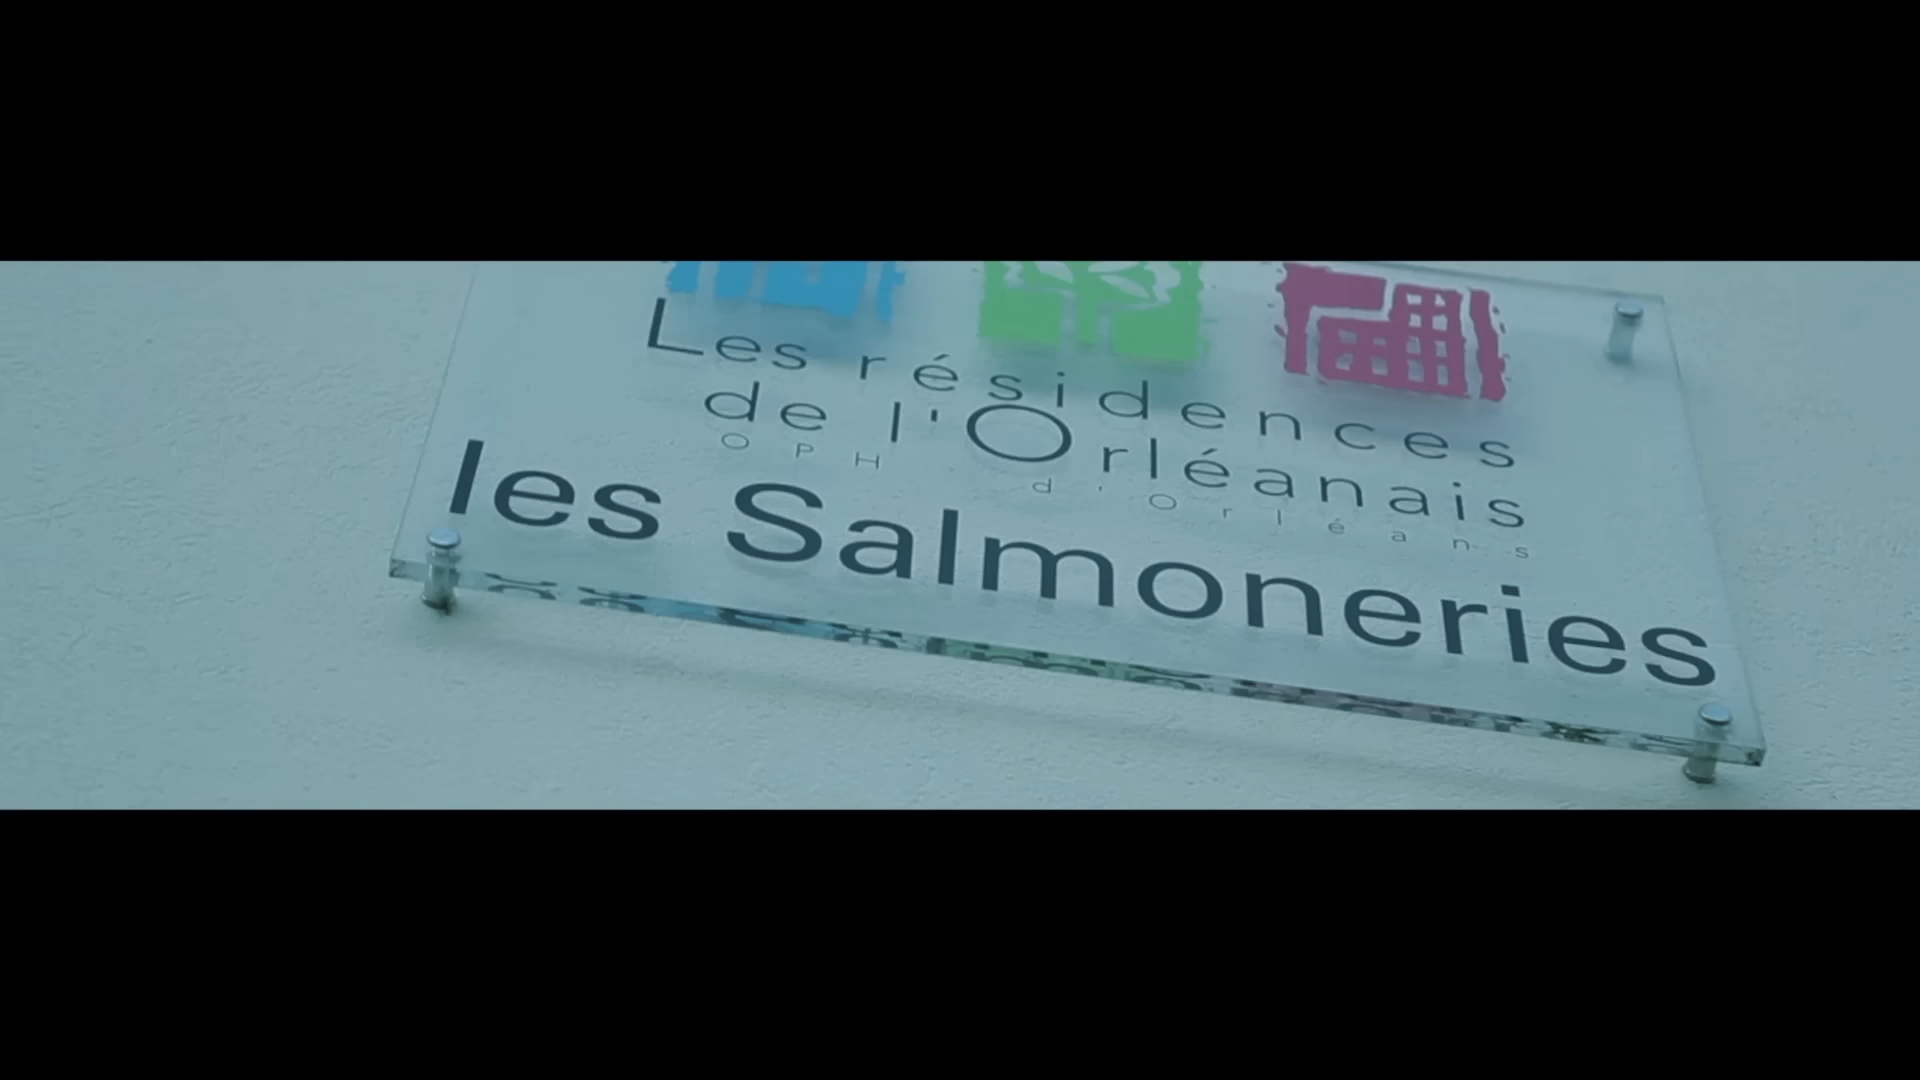 Les résidences
de l'Orléanais
OPH d'Orléans
les Salmoneries